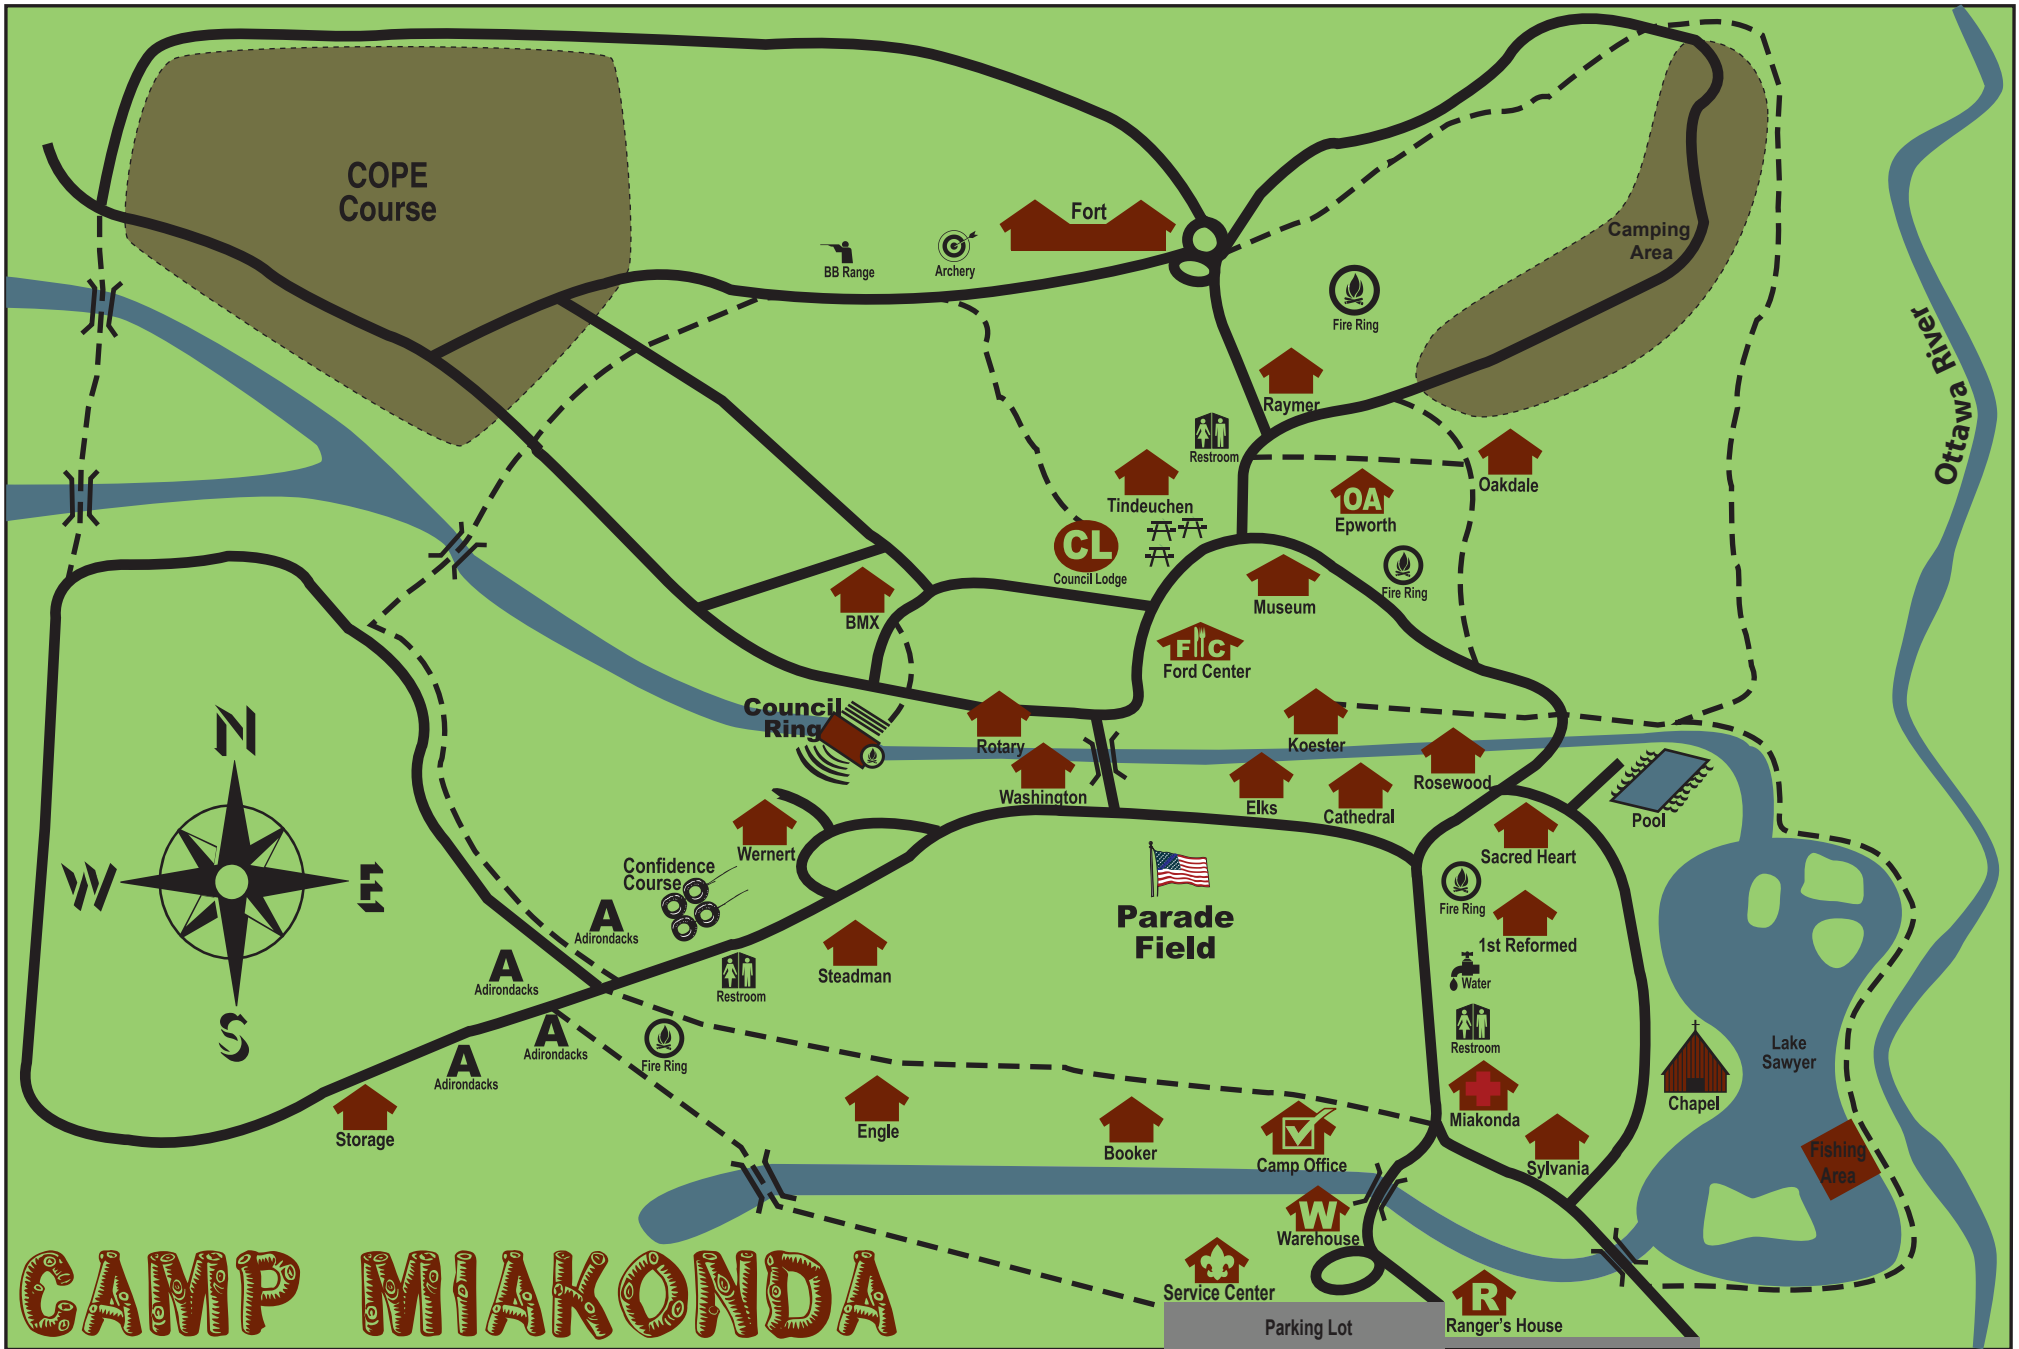 COPE
Course
Fort
BB Range
Archery
Camping
Area
Fire Ring
Ottawa River
Raymer
Restroom
Oakdale
Tindeuchen
OA
Epworth
CL
Council Lodge
Fire Ring
Museum
BMX
F C
Ford Center
N
W
E
S
Council
Ring
Rotary
Koester
Washington
Elks
Cathedral
Rosewood
Pool
Wernert
Sacred Heart
Confidence
Course
Fire Ring
Parade
Field
1st Reformed
A
Adirondacks
Steadman
Water
A
Adirondacks
Restroom
A
Adirondacks
Restroom
Lake
Sawyer
A
Adirondacks
Fire Ring
Chapel
Miakonda
Storage
Engle
Booker
Camp Office
Sylvania
Fishing
Area
W
Warehouse
Service Center
R
Ranger's House
Parking Lot
CAMP MIAKONDA